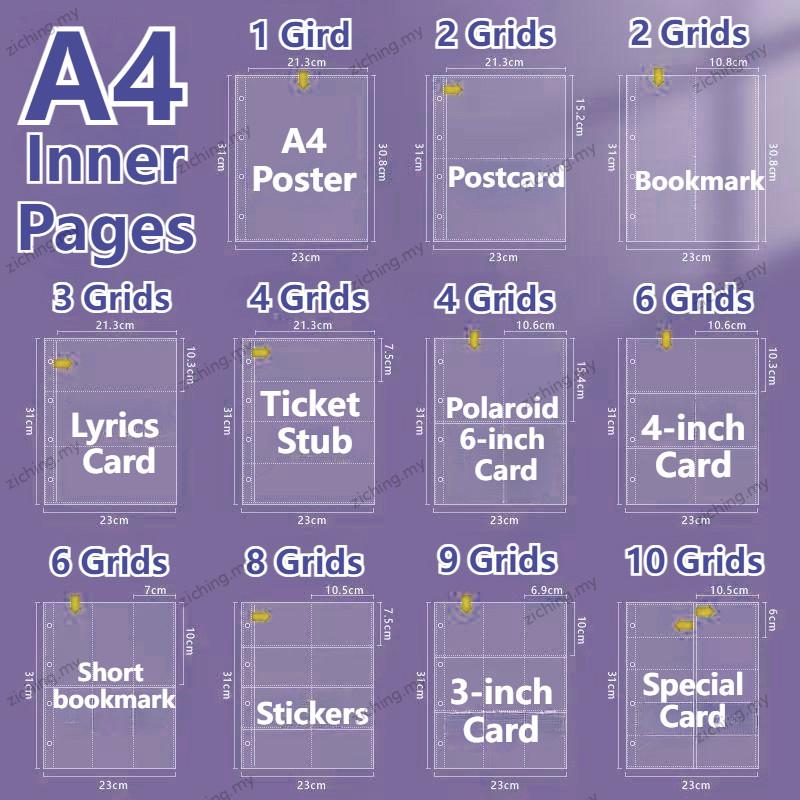 A4
Inner
Pages
1 Gird
21.3cm
31cm
A4
Poster
30.8cm
23cm
2 Grids
21.3cm
31cm
Postcard
15.2cm
23cm
2 Grids
10.8cm
31cm
Bookmark
30.8cm
23cm
3 Grids
21.3cm
31cm
Lyrics
Card
10.3cm
23cm
4 Grids
21.3cm
31cm
Ticket
Stub
7.5cm
23cm
4 Grids
10.6cm
31cm
Polaroid
6-inch
Card
15.4cm
23cm
6 Grids
10.6cm
31cm
4-inch
Card
10.3cm
23cm
6 Grids
7cm
31cm
Short
bookmark
10cm
23cm
8 Grids
10.5cm
31cm
Stickers
7.5cm
23cm
9 Grids
6.9cm
31cm
3-inch
Card
10cm
23cm
10 Grids
10.5cm
31cm
Special
Card
6cm
23cm
ziching.my